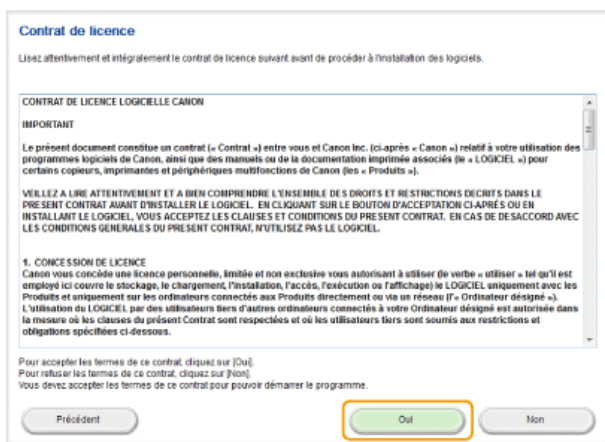 Contrat de licence
Lisez attentivement et intégralement le contrat de licence suivant avant de procéder à l'installation des logiciels.
CONTRAT DE LICENCE LOGICIELLE CANON
IMPORTANT
Le présent document constitue un contrat (« Contrat ») entre vous et Canon Inc. (ci-après « Canon ») relatif à votre utilisation des
programmes logiciels de Canon, ainsi que des manuels ou de la documentation imprimée associés (le « LOGICIEL ») pour
certains copieurs, imprimantes et périphériques multifonctions de Canon (les « Produits »).
VEILLEZ A LIRE ATTENTIVEMENT ET A BIEN COMPRENDRE L'ENSEMBLE DES DROITS ET RESTRICTIONS DECRITS DANS LE
PRESENT CONTRAT AVANT D'INSTALLER LE LOGICIEL. EN CLIQUANT SUR LE BOUTON D'ACCEPTATION CI-APRÈS OU EN
INSTALLANT LE LOGICIEL, VOUS ACCEPTEZ LES CLAUSES ET CONDITIONS DU PRESENT CONTRAT. EN CAS DE DESACCORD AVEC
LES CONDITIONS GENERALES DU PRESENT CONTRAT, N'UTILISEZ PAS LE LOGICIEL.
1. CONCESSION DE LICENCE
Canon vous concède une licence personnelle, limitée et non exclusive vous autorisant à utiliser (le verbe « utiliser » tel qu'il est
employé ici couvre le stockage, le chargement, l'installation, l'accès, l'exécution ou l'affichage) le LOGICIEL uniquement avec les
Produits et uniquement sur les ordinateurs connectés aux Produits directement ou via un réseau (l'« Ordinateur désigné »).
L'utilisation du LOGICIEL par des utilisateurs tiers d'autres ordinateurs connectés à votre Ordinateur désigné est autorisée dans
la mesure où les clauses du présent Contrat sont respectées et où les utilisateurs tiers sont soumis aux restrictions et
obligations spécifiées ci-dessous.
Pour accepter les termes de ce contrat, cliquez sur [Oui].
Pour refuser les termes de ce contrat, cliquez sur [Non].
Vous devez accepter les termes de ce contrat pour pouvoir démarrer le programme.
Précédent
Oui
Non